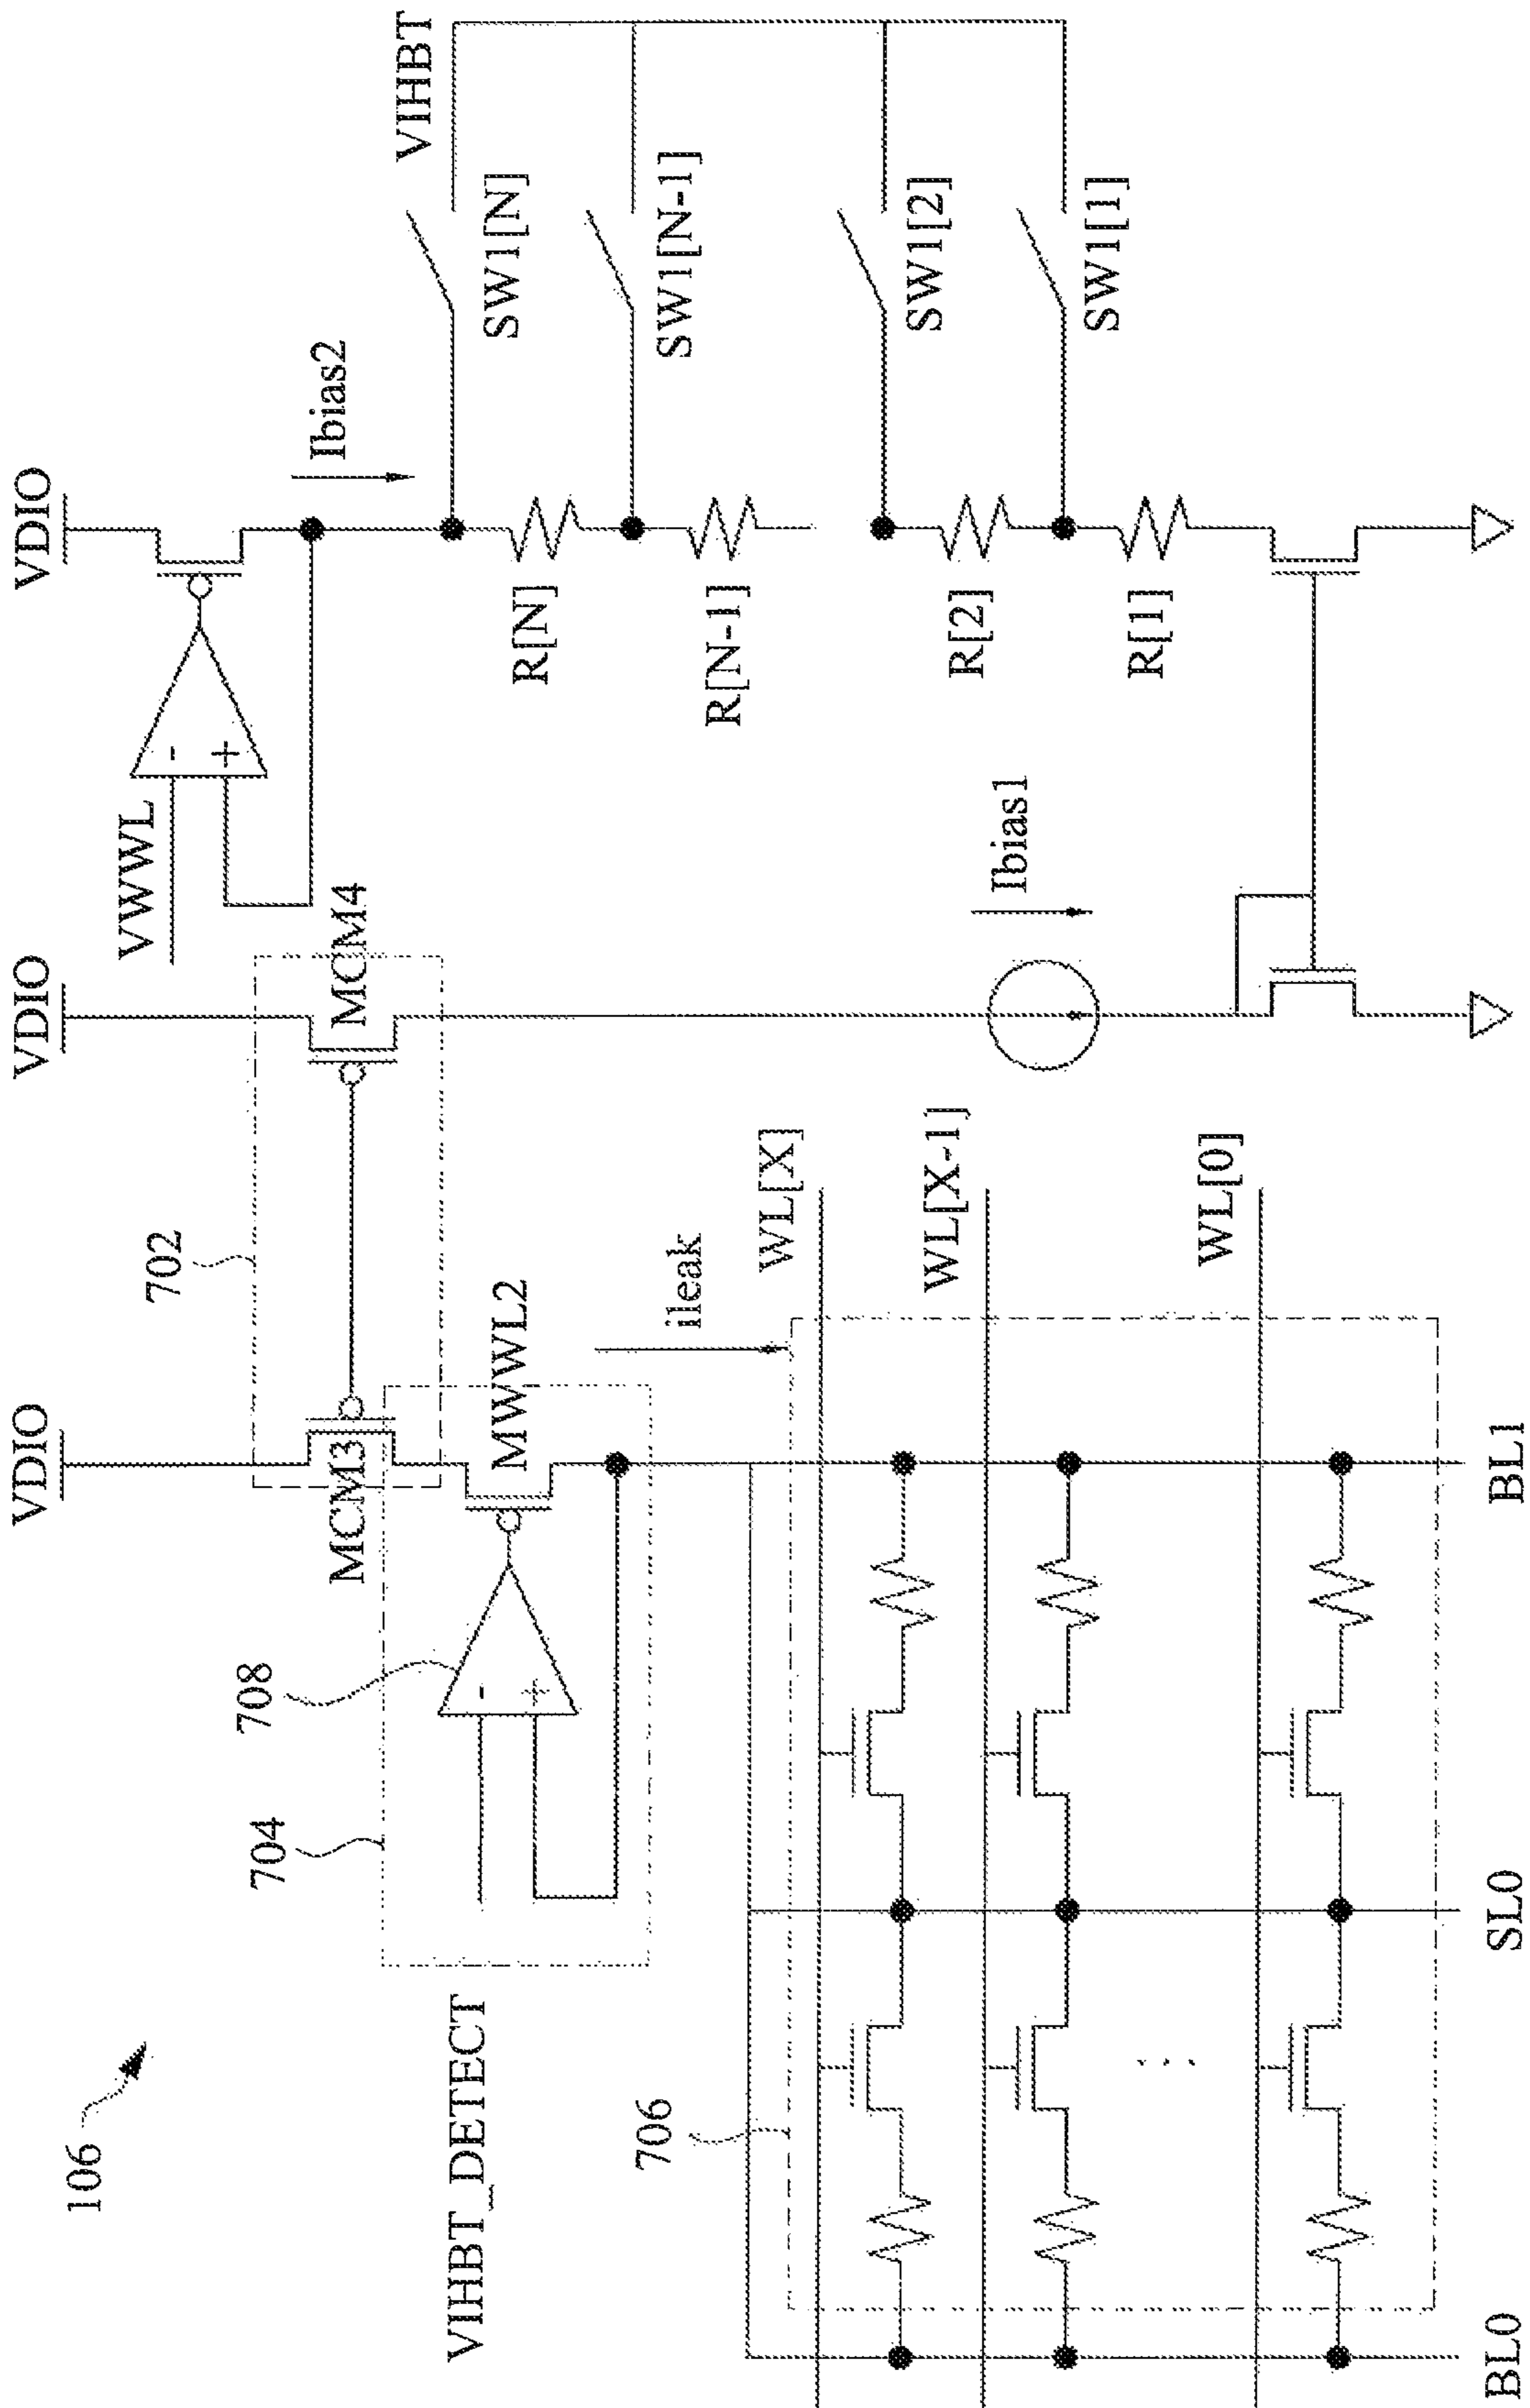 106
VDIO
VDIO
VDIO
702
MCM3
MCM4
VWWL
-
+
Ibias2
VIHBT
704
708
-
+
MWWL2
SW1[N]
R[N]
SW1[N-1]
R[N-1]
VIHBT_DETECT
ileak
706
WL[X]
WL[X-1]
WL[0]
Ibias1
SW1[2]
R[2]
SW1[1]
R[1]
BL0
SL0
BL1